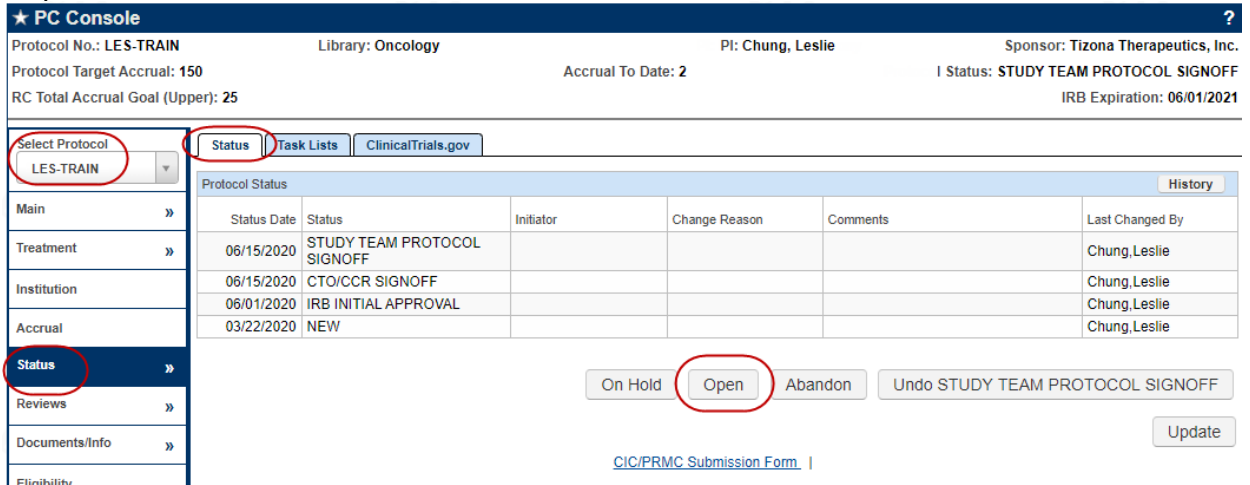 ★ PC Console ?
Protocol No.: LES-TRAIN Library: Oncology PI: Chung, Leslie Sponsor: Tizona Therapeutics, Inc.
Protocol Target Accrual: 150 Accrual To Date: 2 Status: STUDY TEAM PROTOCOL SIGNOFF
RC Total Accrual Goal (Upper): 25 IRB Expiration: 06/01/2021
Select Protocol
LES-TRAIN
Main »
Treatment »
Institution
Accrual
Status »
Reviews »
Documents/Info »
Eligibility
Status Task Lists ClinicalTrials.gov
Protocol Status History
Status Date Status Initiator Change Reason Comments Last Changed By
06/15/2020 STUDY TEAM PROTOCOL SIGNOFF Chung,Leslie
06/15/2020 CTO/CCR SIGNOFF Chung,Leslie
06/01/2020 IRB INITIAL APPROVAL Chung,Leslie
03/22/2020 NEW Chung,Leslie
On Hold Open Abandon Undo STUDY TEAM PROTOCOL SIGNOFF
Update
CIC/PRMC Submission Form |